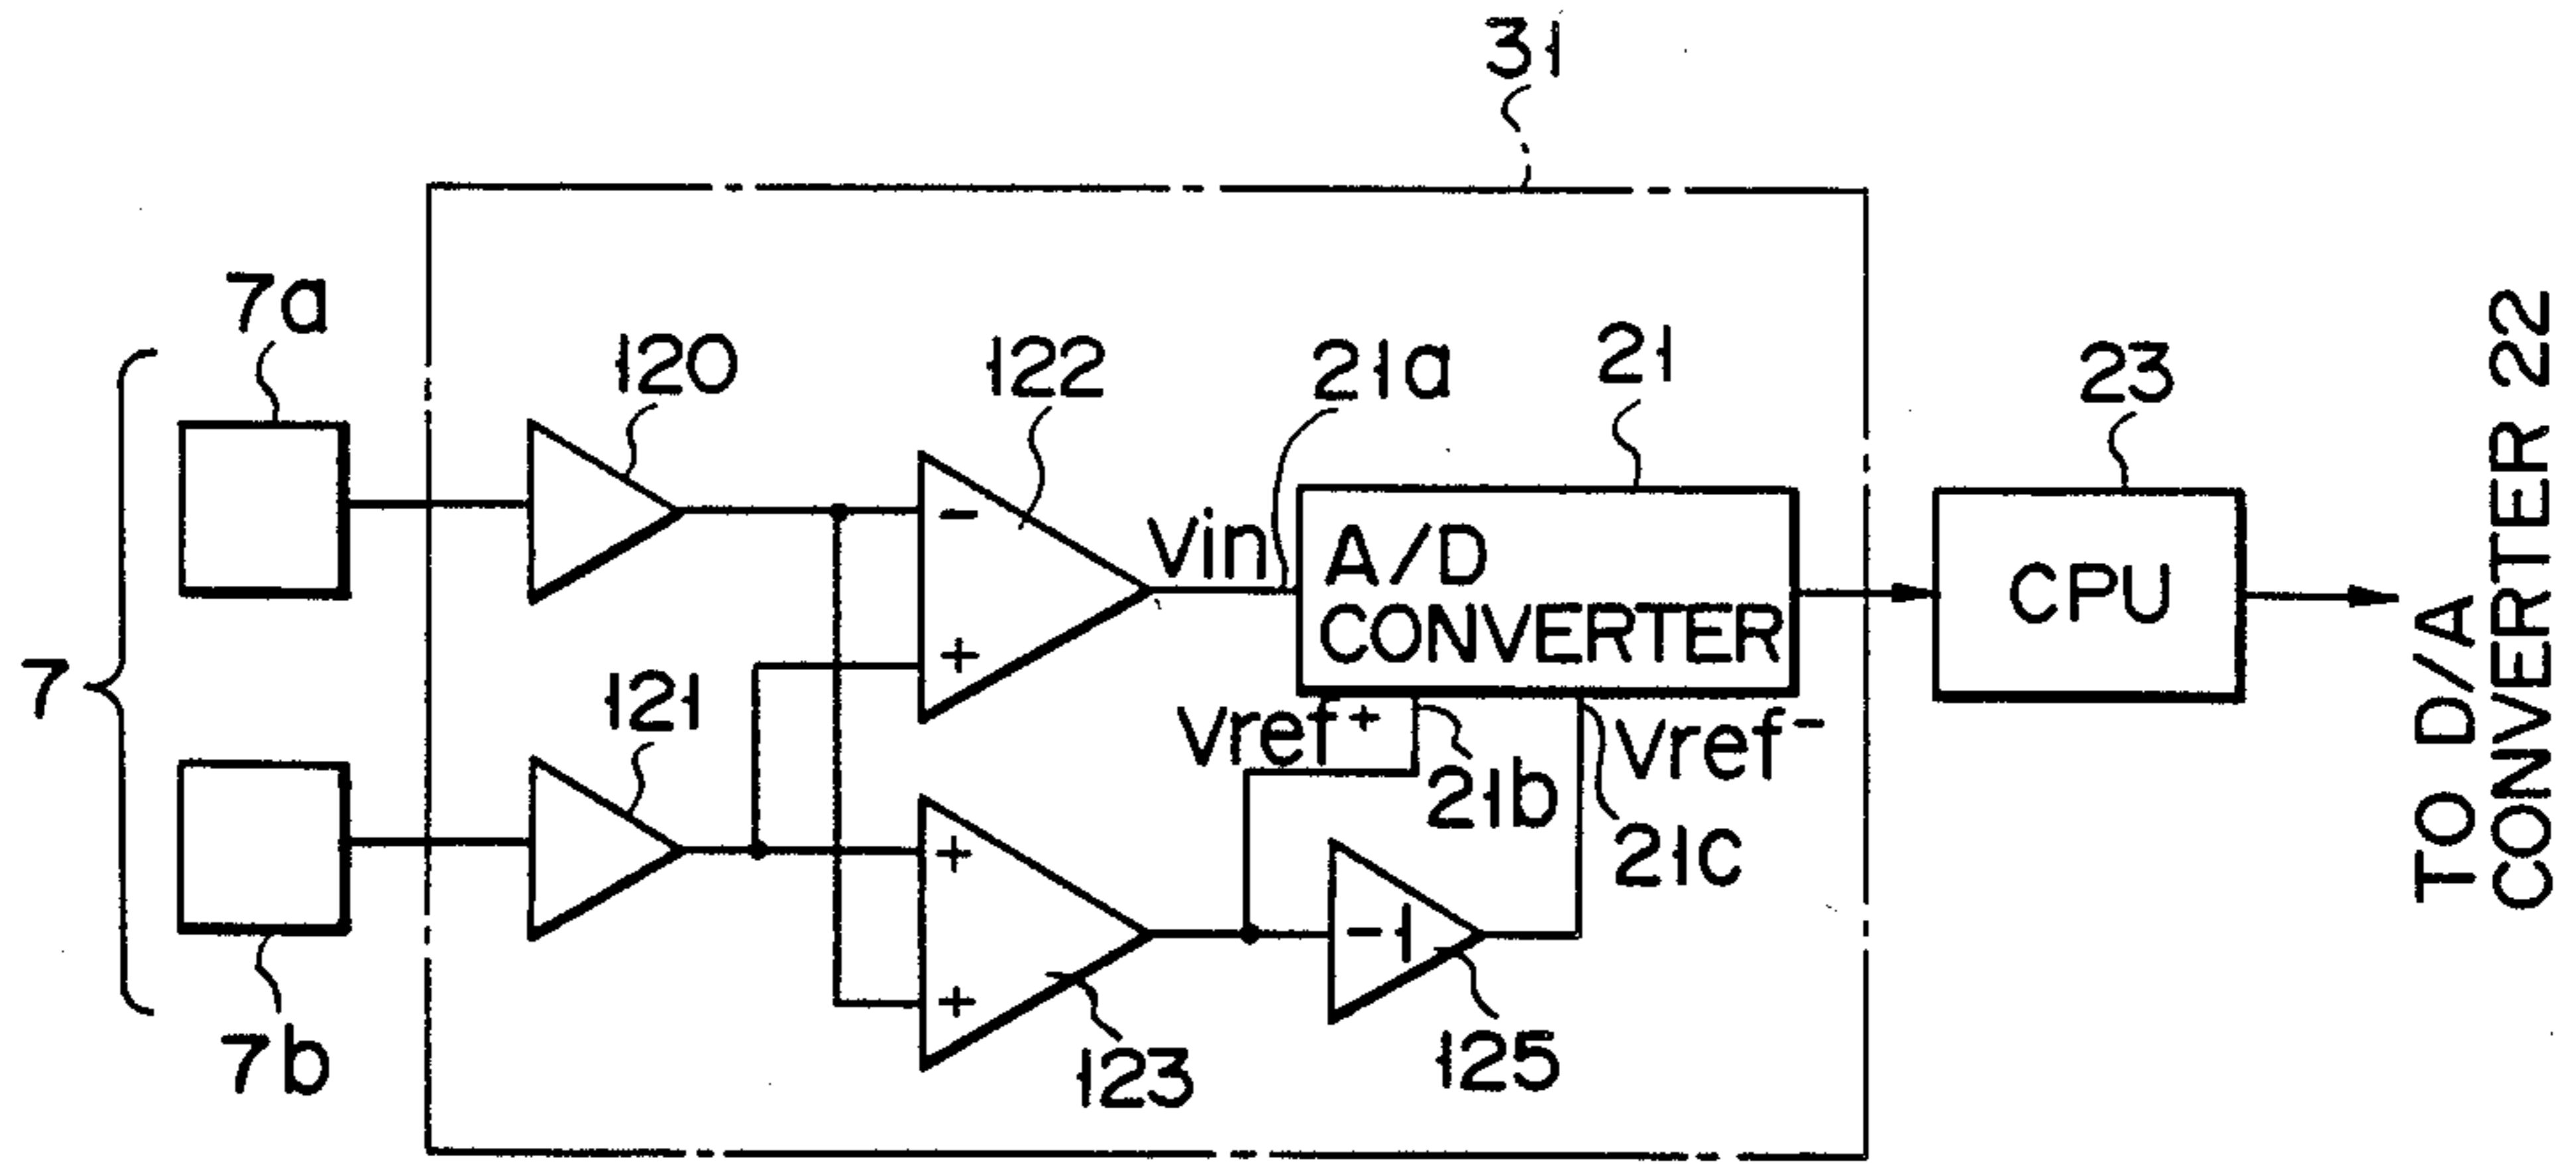 31
7a
120
122
21a
21
23
7
Vin
A/D
CONVERTER
CPU
-
+
121
Vref+
21b
Vref-
21c
TO D/A
CONVERTER 22
+
+
-1
7b
123
125